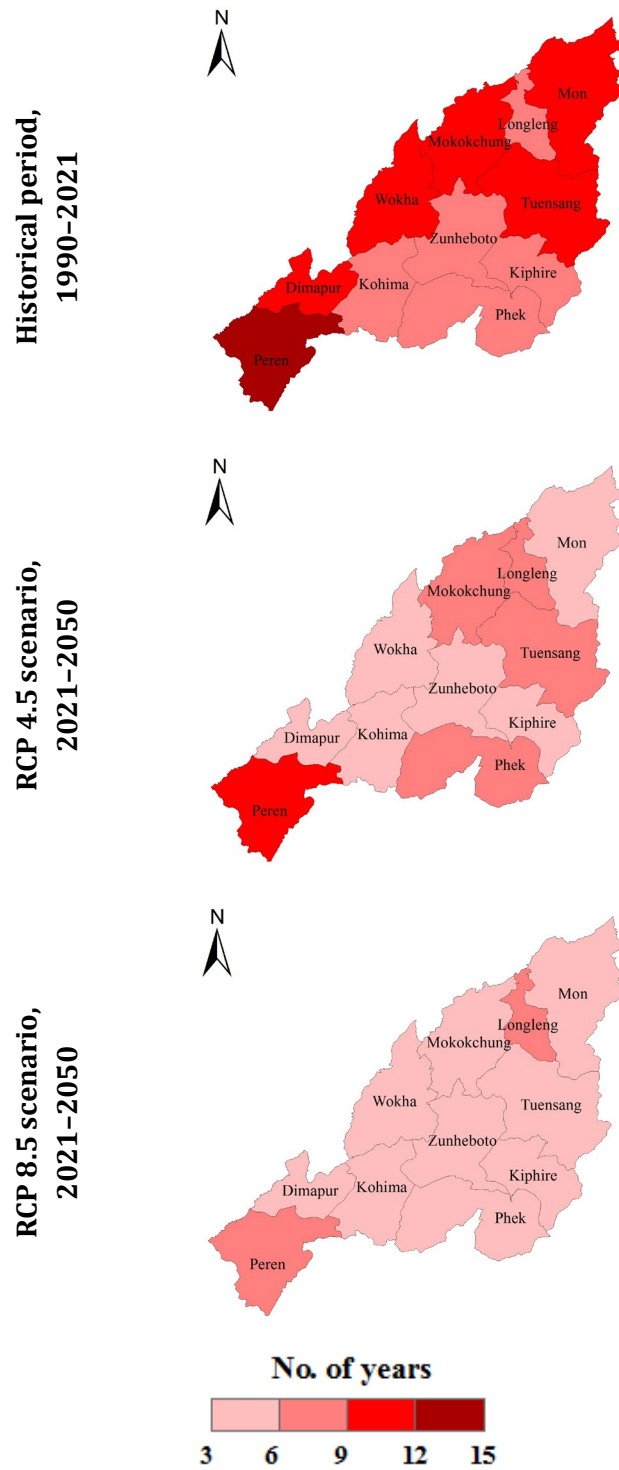 Historical period,
1990–2021
N
Mon
Longleng
Mokokchung
Wokha
Tuensang
Zunheboto
Kiphire
Dimapur
Kohima
Phek
Peren
RCP 4.5 scenario,
2021–2050
N
Mon
Longleng
Mokokchung
Wokha
Tuensang
Zunheboto
Kiphire
Dimapur
Kohima
Phek
Peren
RCP 8.5 scenario,
2021–2050
N
Mon
Longleng
Mokokchung
Wokha
Tuensang
Zunheboto
Kiphire
Dimapur
Kohima
Phek
Peren
No. of years
3 6 9 12 15